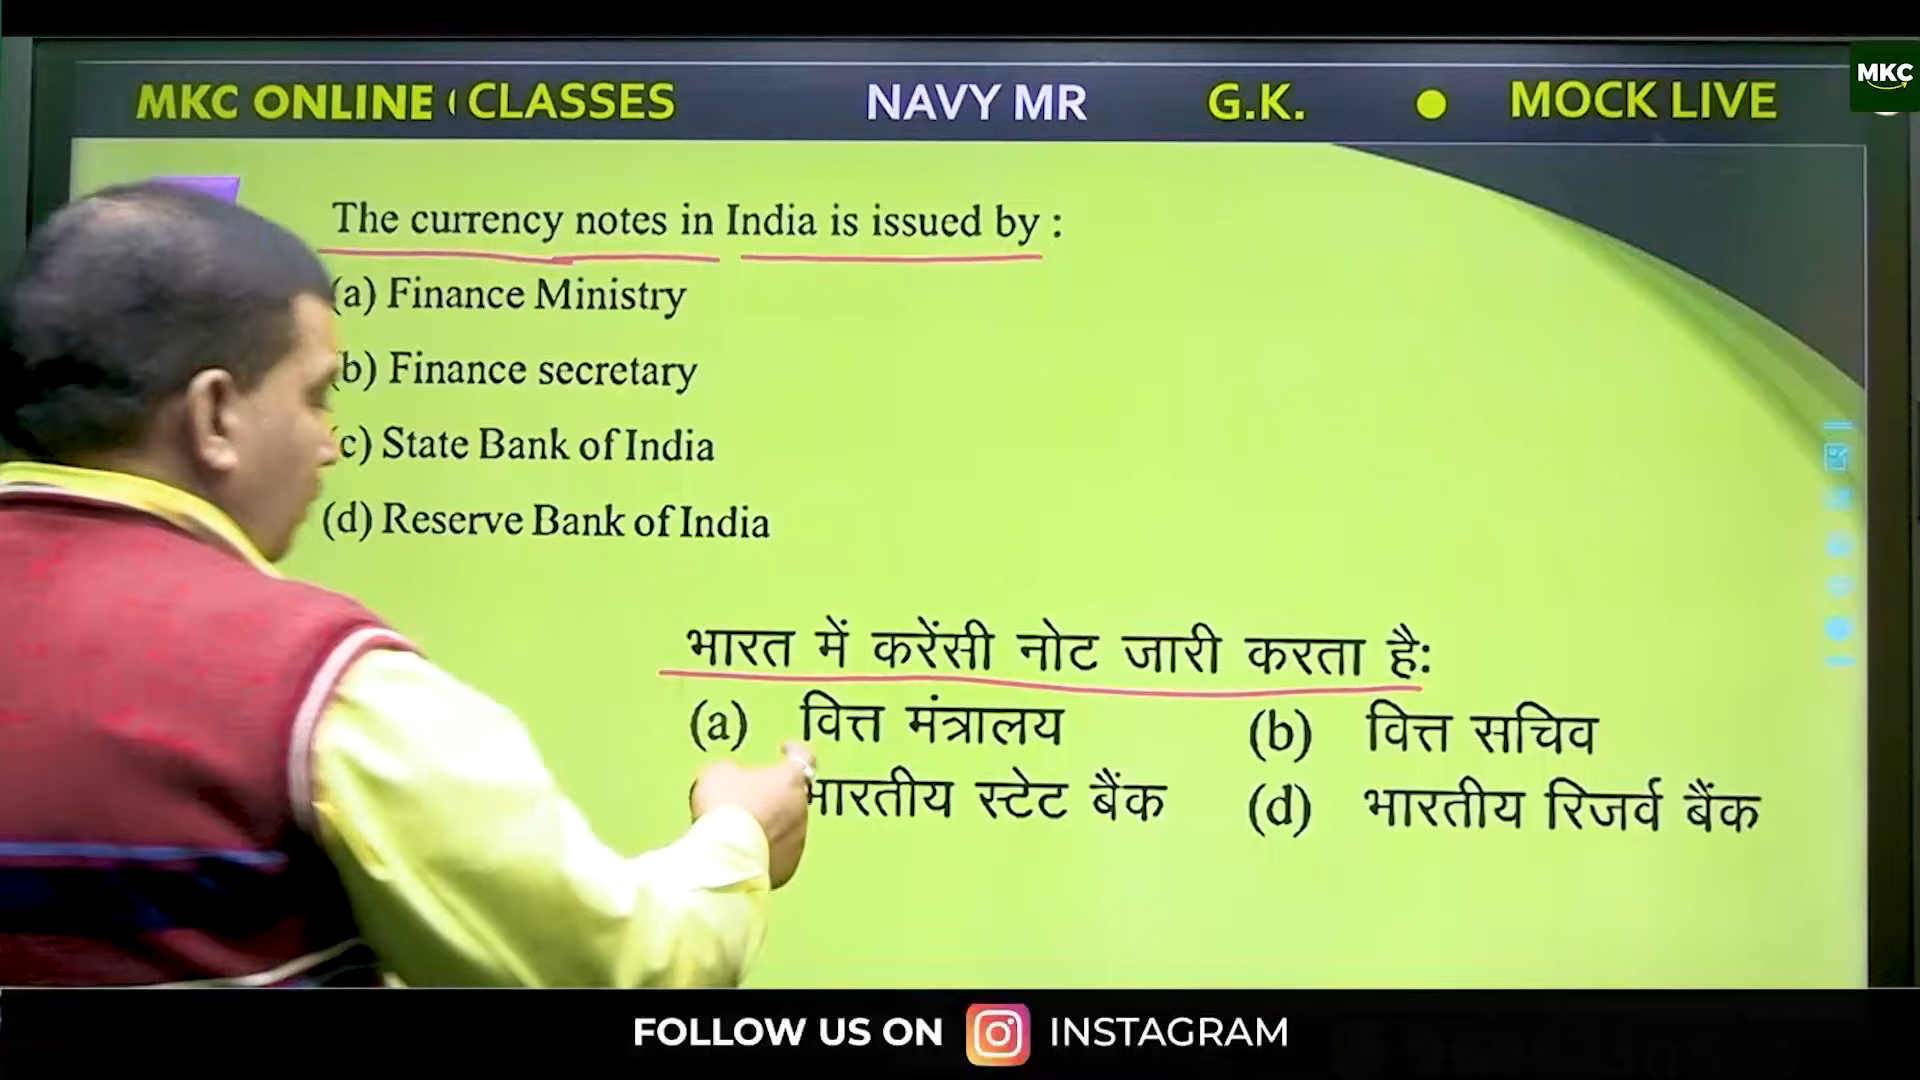 MKC ONLINE CLASSES NAVY MR G.K. MOCK LIVE
MKC
The currency notes in India is issued by :
(a) Finance Ministry
(b) Finance secretary
(c) State Bank of India
(d) Reserve Bank of India
भारत में करेंसी नोट जारी करता है:
(a) वित्त मंत्रालय (b) वित्त सचिव
भारतीय स्टेट बैंक (d) भारतीय रिजर्व बैंक
FOLLOW US ON INSTAGRAM